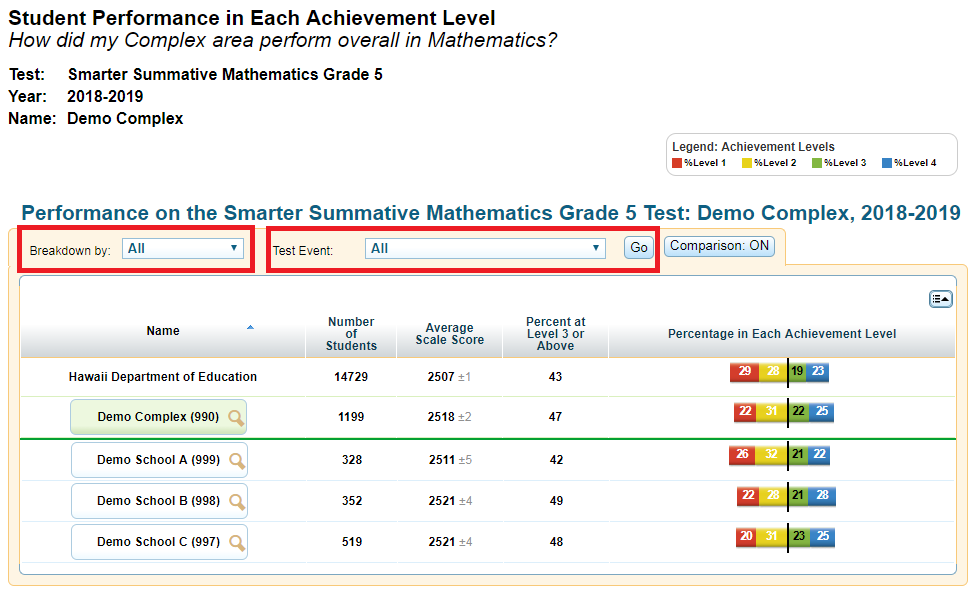 Student Performance in Each Achievement Level
How did my Complex area perform overall in Mathematics?
Test: Smarter Summative Mathematics Grade 5
Year: 2018-2019
Name: Demo Complex
Legend: Achievement Levels
%Level 1 %Level 2 %Level 3 %Level 4
Performance on the Smarter Summative Mathematics Grade 5 Test: Demo Complex, 2018-2019
Breakdown by: All Test Event: All Go Comparison: ON
Name
Number
of
Students
Average
Scale Score
Percent at
Level 3 or
Above
Percentage in Each Achievement Level
Hawaii Department of Education 14729 2507 ±1 43 29 28 19 23
Demo Complex (990) 1199 2518 ±2 47 22 31 22 25
Demo School A (999) 328 2511 ±5 42 26 32 21 22
Demo School B (998) 352 2521 ±4 49 22 28 21 28
Demo School C (997) 519 2521 ±4 48 20 31 23 25